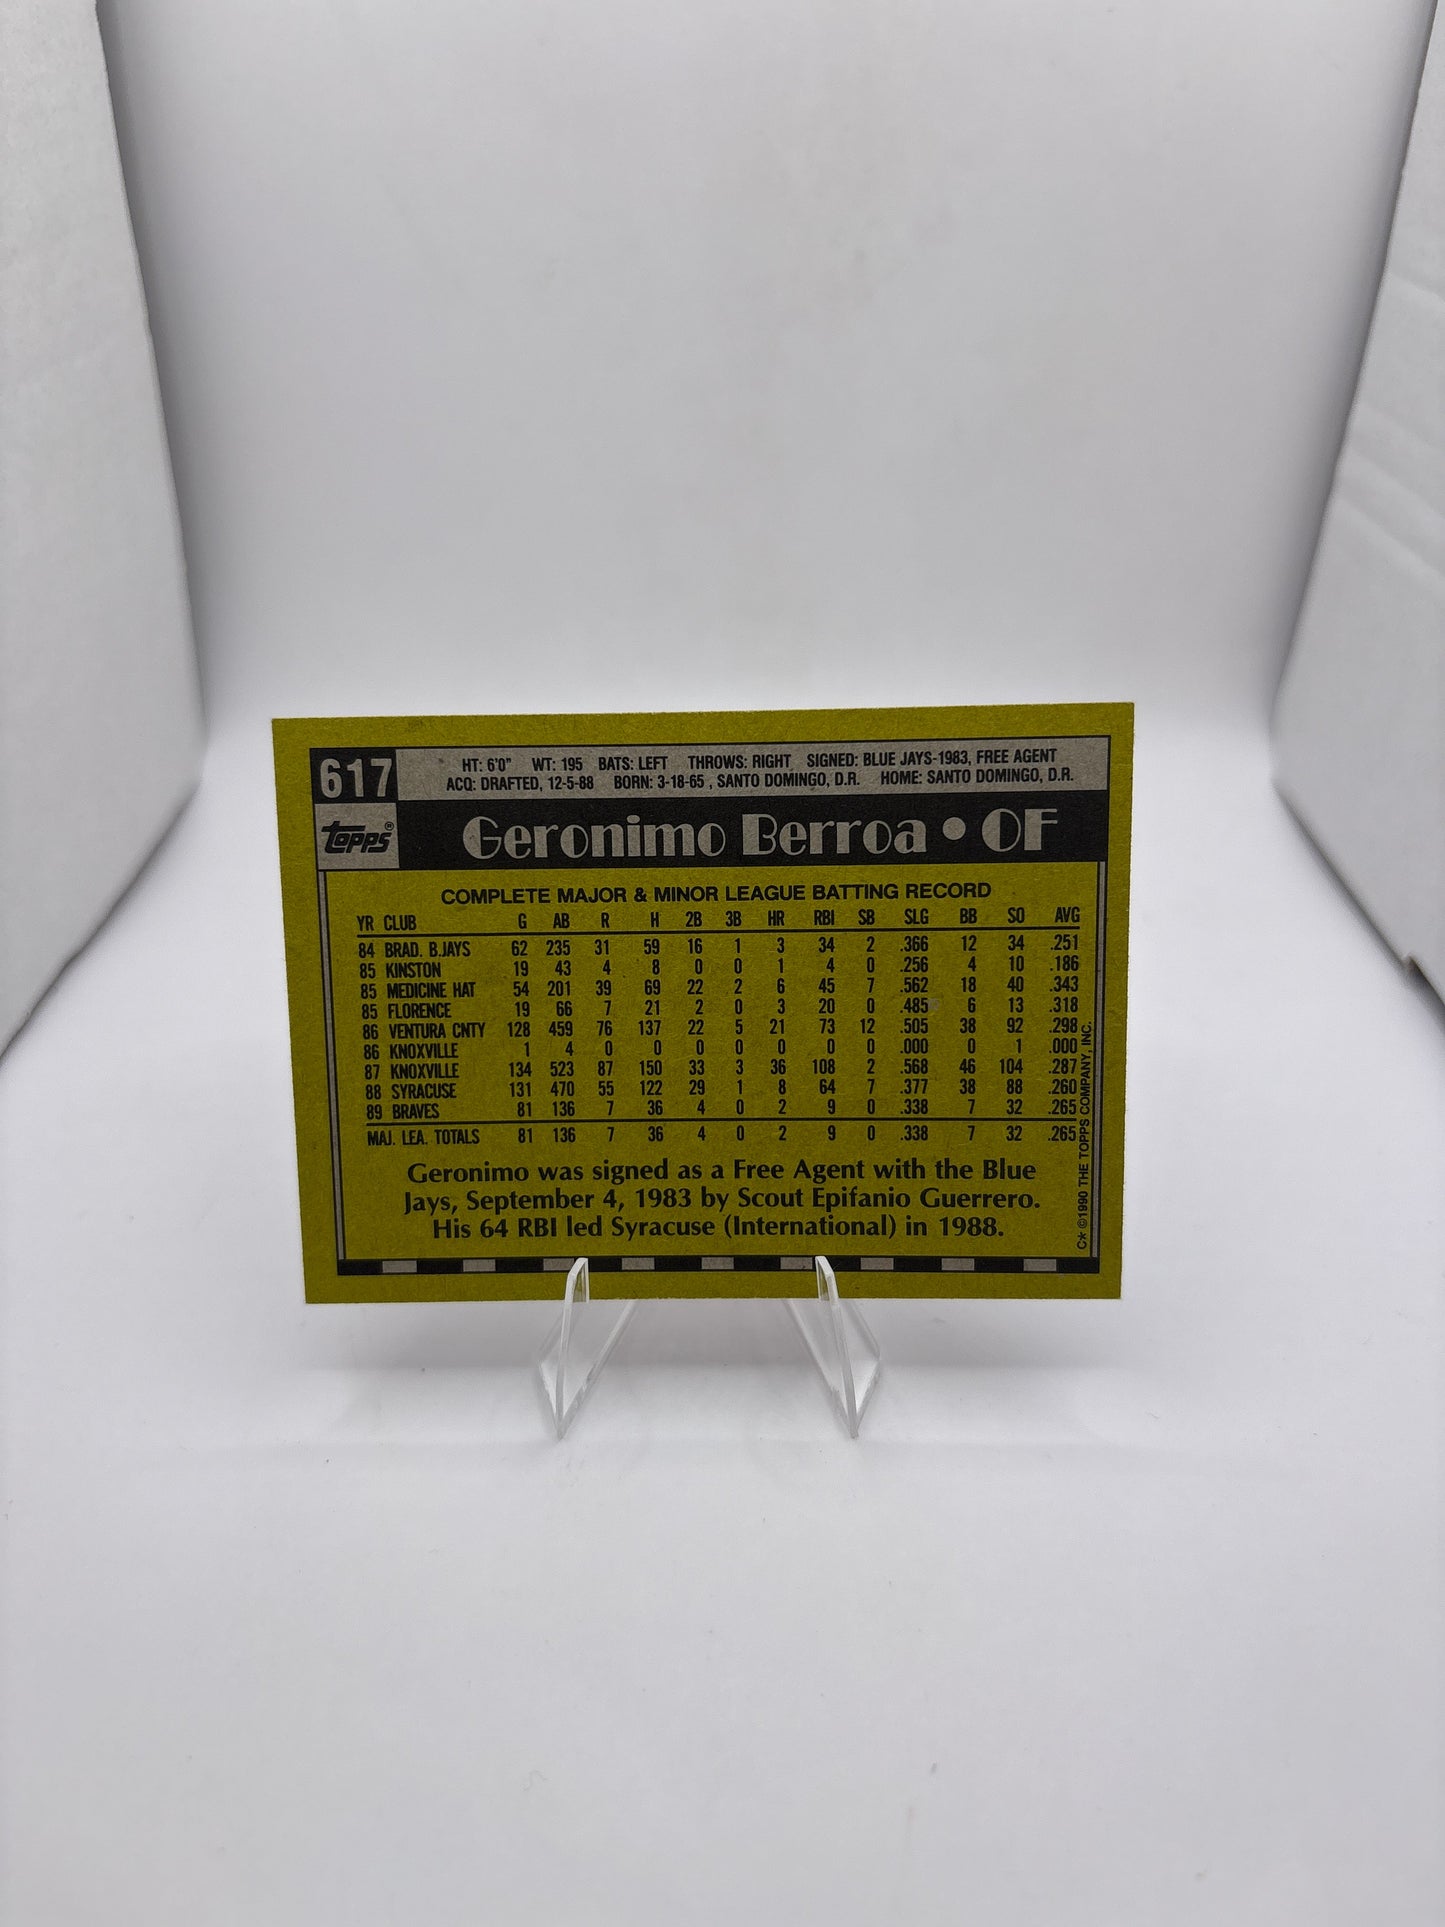 617
HT: 6'0" WT: 195 BATS: LEFT THROWS: RIGHT SIGNED: BLUE JAYS-1983, FREE AGENT
ACQ: DRAFTED, 12-5-88 BORN: 3-18-65 , SANTO DOMINGO, D.R. HOME: SANTO DOMINGO, D.R.
topps®
Geronimo Berroa • OF
COMPLETE MAJOR & MINOR LEAGUE BATTING RECORD
YR CLUB G AB R H 2B 3B HR RBI SB SLG BB SO AVG
84 BRAD. B.JAYS 62 235 31 59 16 1 3 34 2 .366 12 34 .251
85 KINSTON 19 43 4 8 0 0 1 4 0 .256 4 10 .186
85 MEDICINE HAT 54 201 39 69 22 2 6 45 7 .562 18 40 .343
85 FLORENCE 19 66 7 21 2 0 3 20 0 .485 6 13 .318
86 VENTURA CNTY 128 459 76 137 22 5 21 73 12 .505 38 92 .298
86 KNOXVILLE 1 4 0 0 0 0 0 0 0 .000 0 1 .000
87 KNOXVILLE 134 523 87 150 33 3 36 108 2 .568 46 104 .287
88 SYRACUSE 131 470 55 122 29 1 8 64 7 .377 38 88 .260
89 BRAVES 81 136 7 36 4 0 2 9 0 .338 7 32 .265
MAJ. LEA. TOTALS 81 136 7 36 4 0 2 9 0 .338 7 32 .265
Geronimo was signed as a Free Agent with the Blue
Jays, September 4, 1983 by Scout Epifanio Guerrero.
His 64 RBI led Syracuse (International) in 1988.
C* ©1990 THE TOPPS COMPANY, INC.